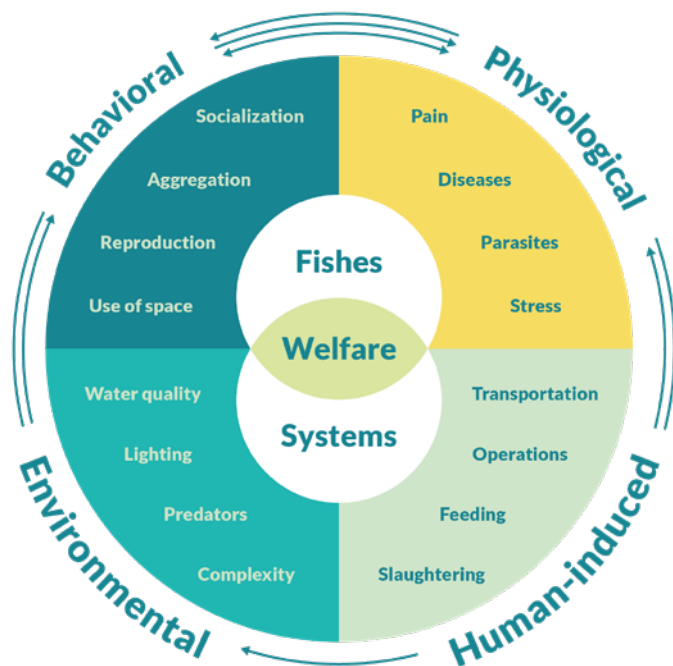 Behavioral
Physiological
Socialization
Aggregation
Reproduction
Use of space
Pain
Diseases
Parasites
Stress
Fishes
Welfare
Systems
Water quality
Lighting
Predators
Complexity
Transportation
Operations
Feeding
Slaughtering
Environmental
Human-induced